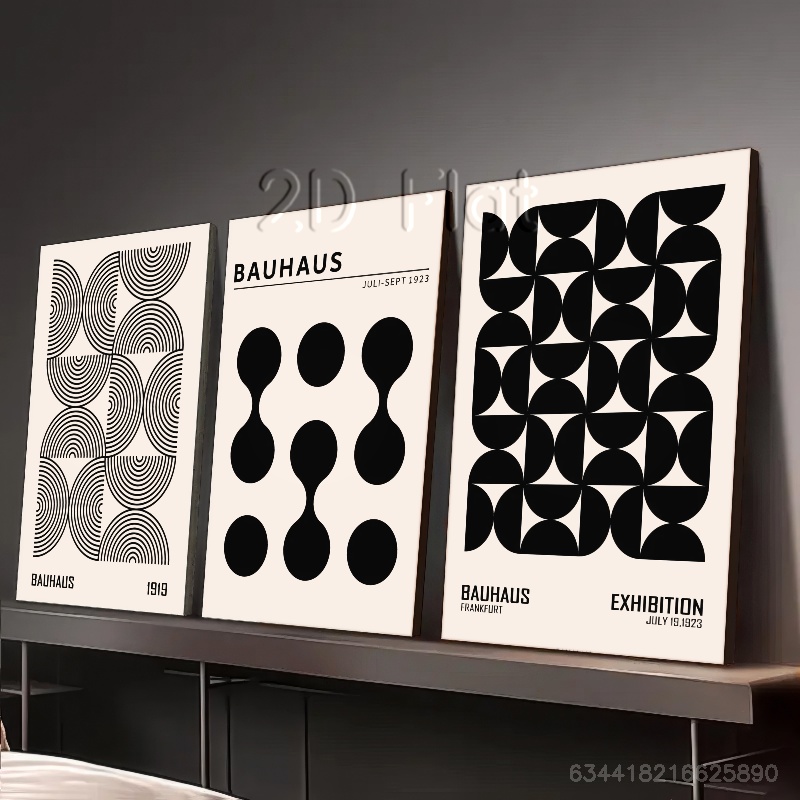 2D Flat
BAUHAUS
JULI-SEPT 1923
BAUHAUS
1919
BAUHAUS
FRANKFURT
EXHIBITION
JULY 19.1923
634418216625890